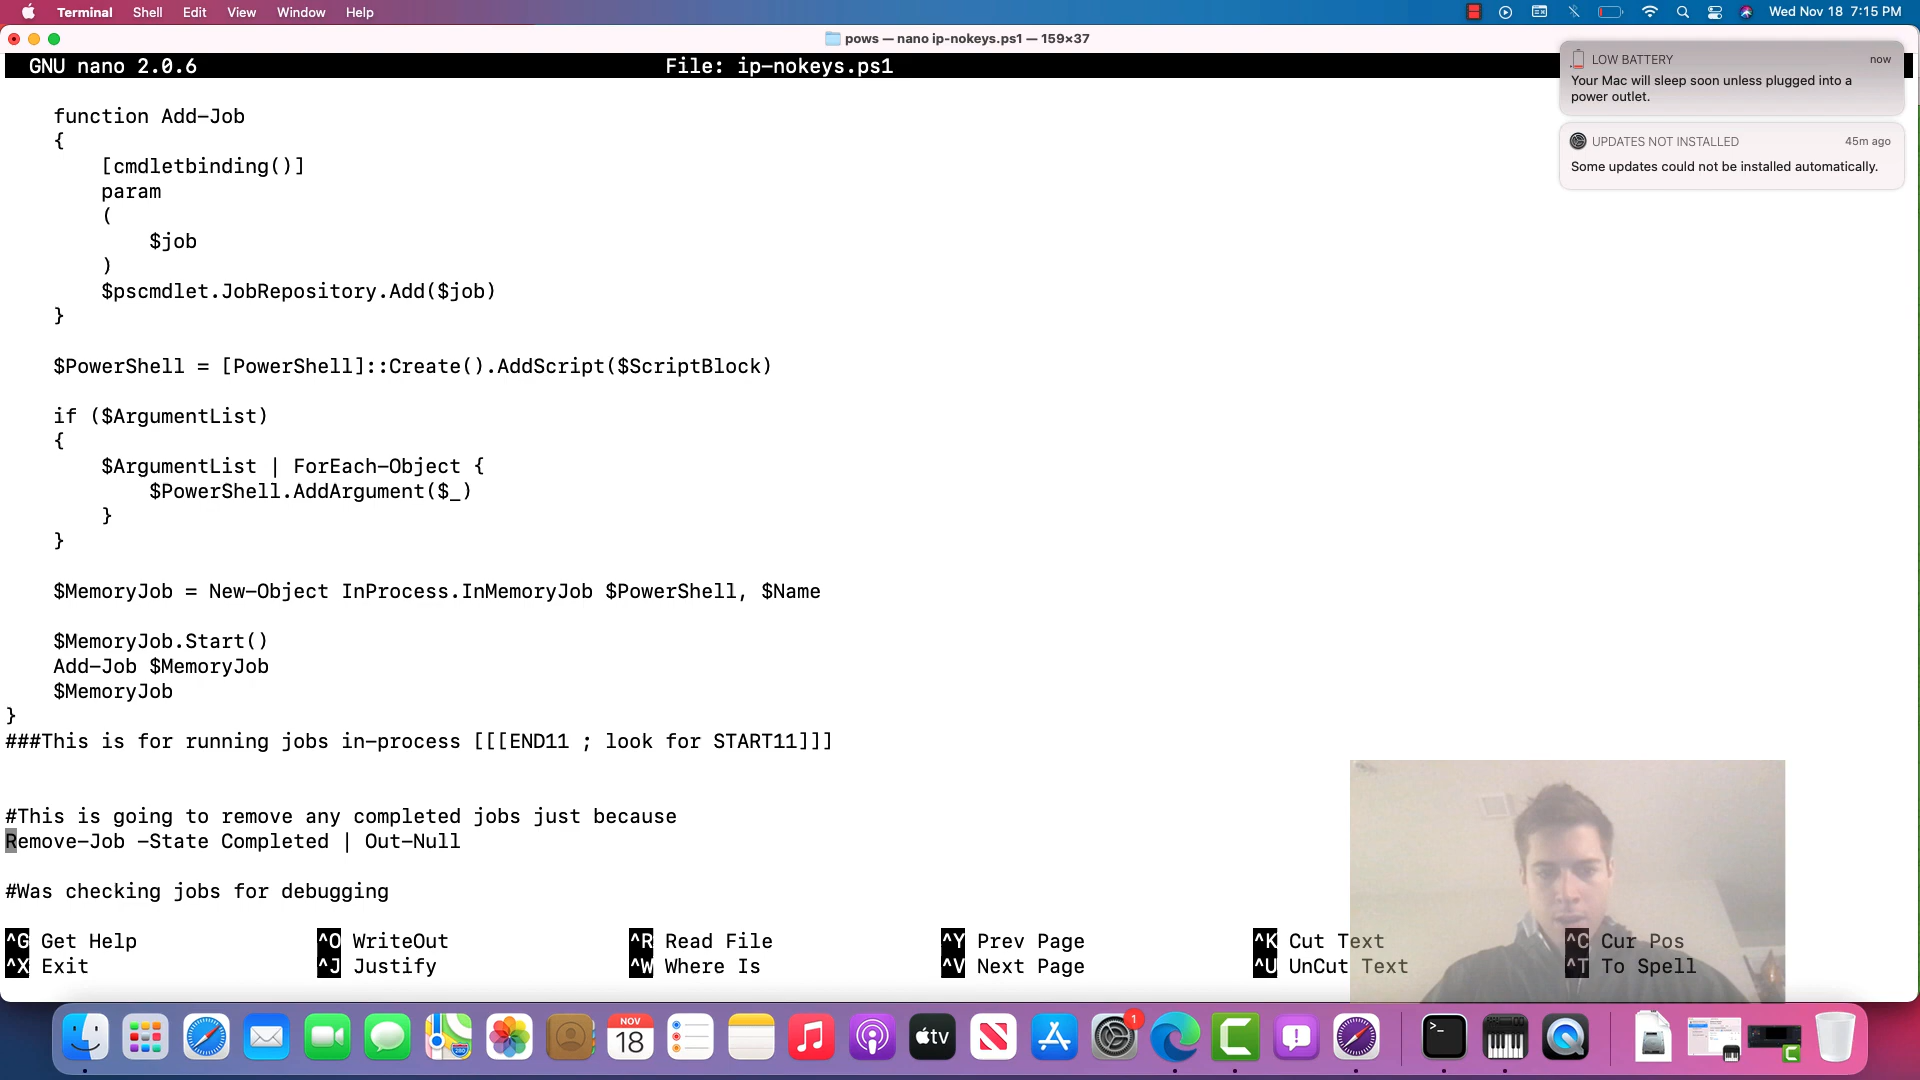 Terminal Shell Edit View Window Help Wed Nov 18 7:15 PM
pows — nano ip-nokeys.ps1 — 159×37
GNU nano 2.0.6 File: ip-nokeys.ps1
LOW BATTERY now
Your Mac will sleep soon unless plugged into a
power outlet.
UPDATES NOT INSTALLED 45m ago
Some updates could not be installed automatically.
function Add-Job
{
[cmdletbinding()]
param
(
$job
)
$pscmdlet.JobRepository.Add($job)
}
$PowerShell = [PowerShell]::Create().AddScript($ScriptBlock)
if ($ArgumentList)
{
$ArgumentList | ForEach-Object {
$PowerShell.AddArgument($_)
}
}
$MemoryJob = New-Object InProcess.InMemoryJob $PowerShell, $Name
$MemoryJob.Start()
Add-Job $MemoryJob
$MemoryJob
}
###This is for running jobs in-process [[[END11 ; look for START11]]]
#This is going to remove any completed jobs just because
Remove-Job -State Completed | Out-Null
#Was checking jobs for debugging
^G Get Help ^O WriteOut ^R Read File ^Y Prev Page ^K Cut Text ^C Cur Pos
^X Exit ^J Justify ^W Where Is ^V Next Page ^U UnCut Text ^T To Spell
NOV
18
tv
1